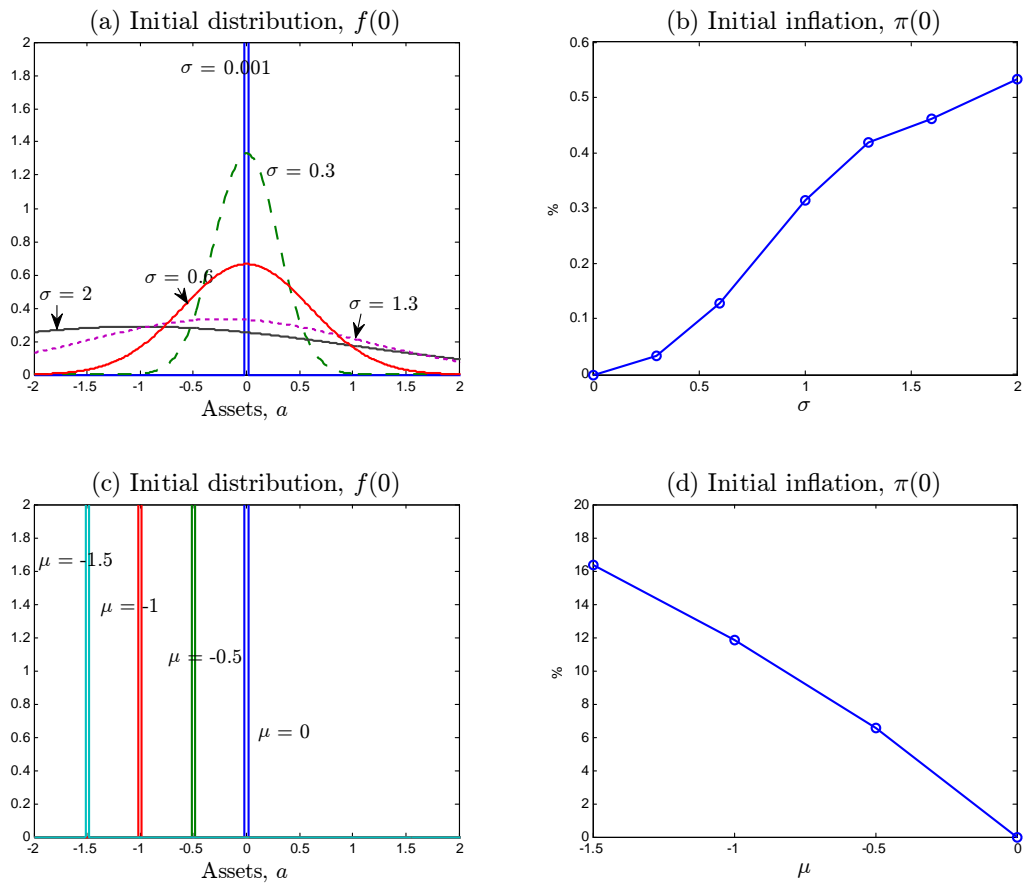 (a) Initial distribution, f(0)
2
1.8
1.6
1.4
1.2
1
0.8
0.6
0.4
0.2
0
σ = 0.001
σ = 0.3
σ = 0.6
σ = 2
σ = 1.3
-2 -1.5 -1 -0.5 0 0.5 1 1.5 2
Assets, a
(b) Initial inflation, π(0)
0.6
0.5
0.4
0.3
0.2
0.1
0
%
0 0.5 1 1.5 2
σ
(c) Initial distribution, f(0)
2
1.8
1.6
1.4
1.2
1
0.8
0.6
0.4
0.2
0
μ = -1.5
μ = -1
μ = -0.5
μ = 0
-2 -1.5 -1 -0.5 0 0.5 1 1.5 2
Assets, a
(d) Initial inflation, π(0)
20
18
16
14
12
10
8
6
4
2
0
%
-1.5 -1 -0.5 0
μ